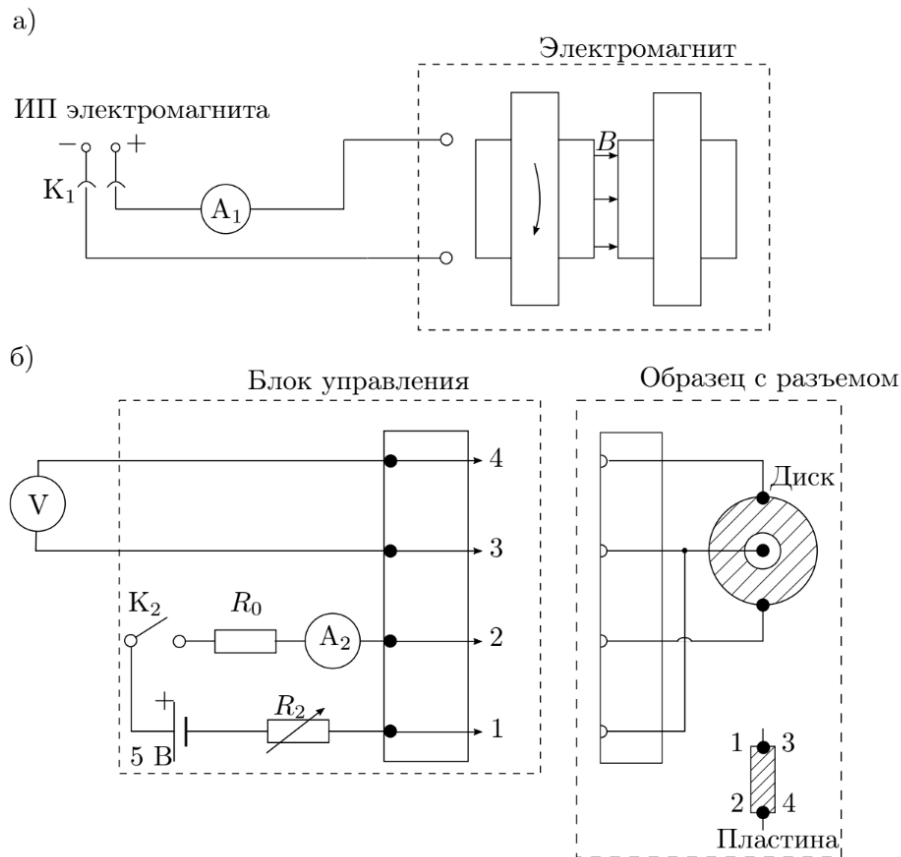 а)
Электромагнит
ИП электромагнита
− +
B
K₁
A₁
б)
Блок управления
Образец с разъемом
4
Диск
V
3
K₂
R₀
A₂
2
+
R₂
1
5 В
1 3
2 4
Пластина